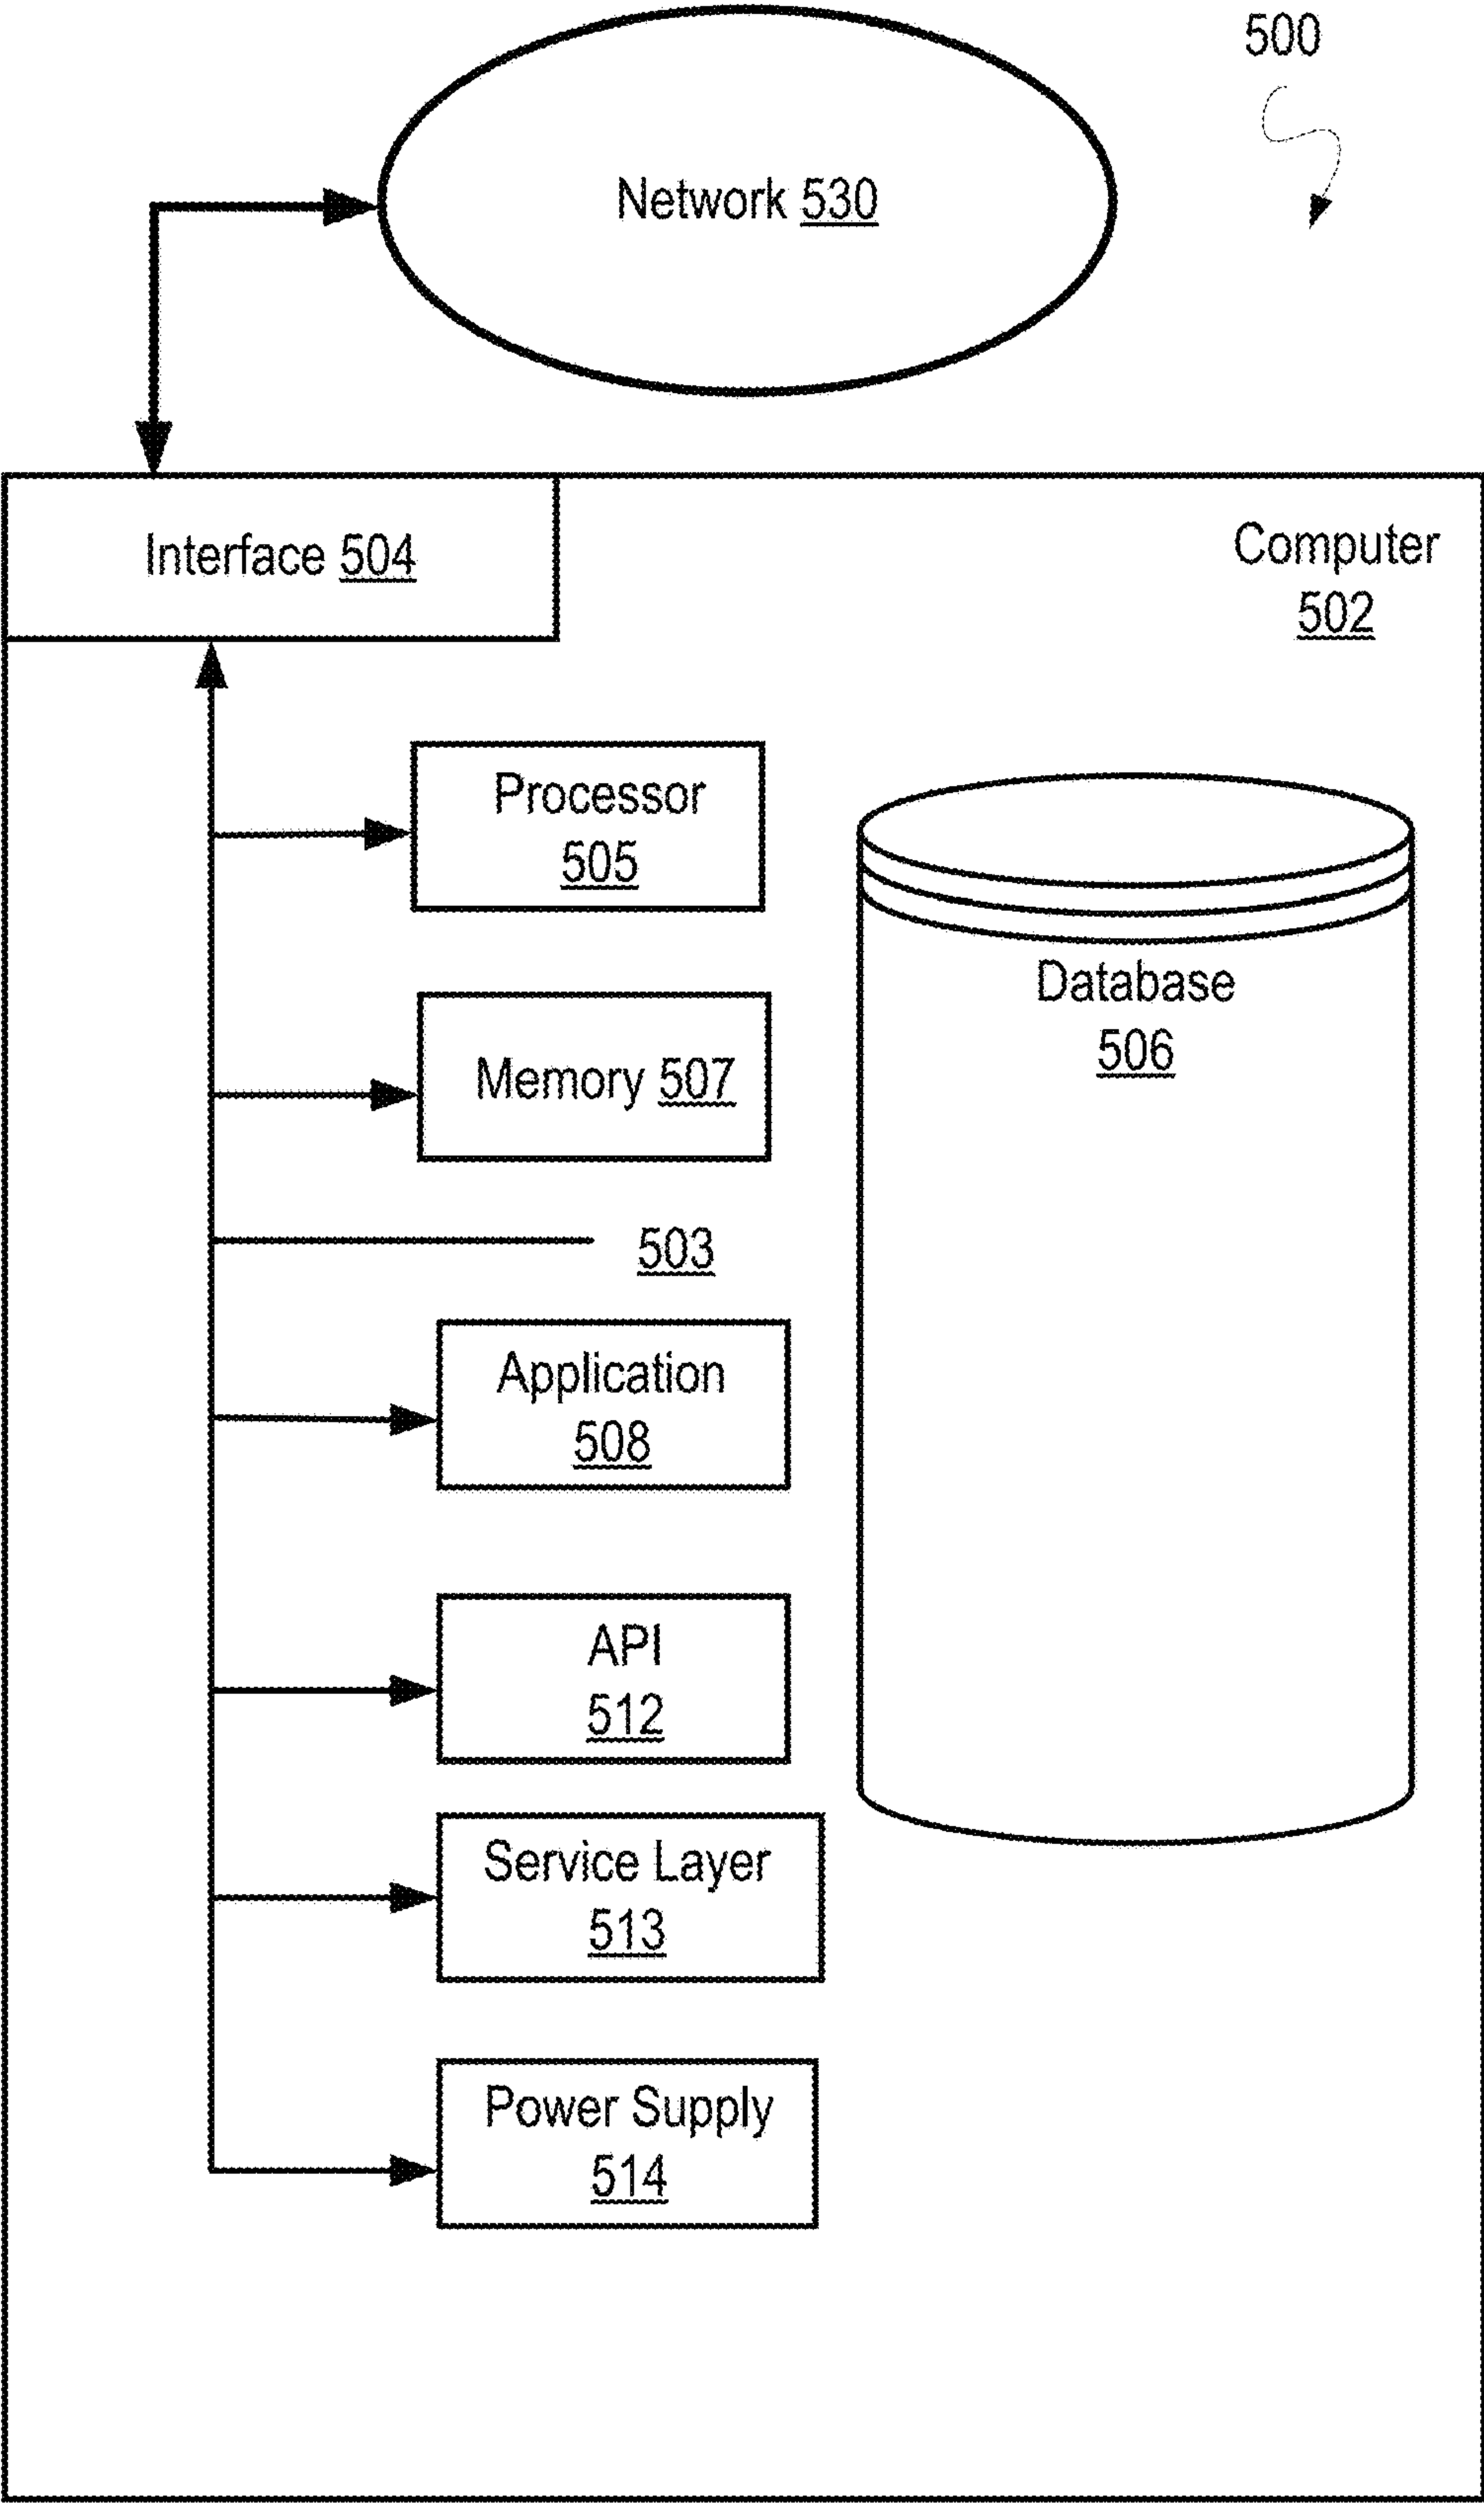 500
Network 530
Interface 504
Computer
502
Processor
505
Database
506
Memory 507
503
Application
508
API
512
Service Layer
513
Power Supply
514